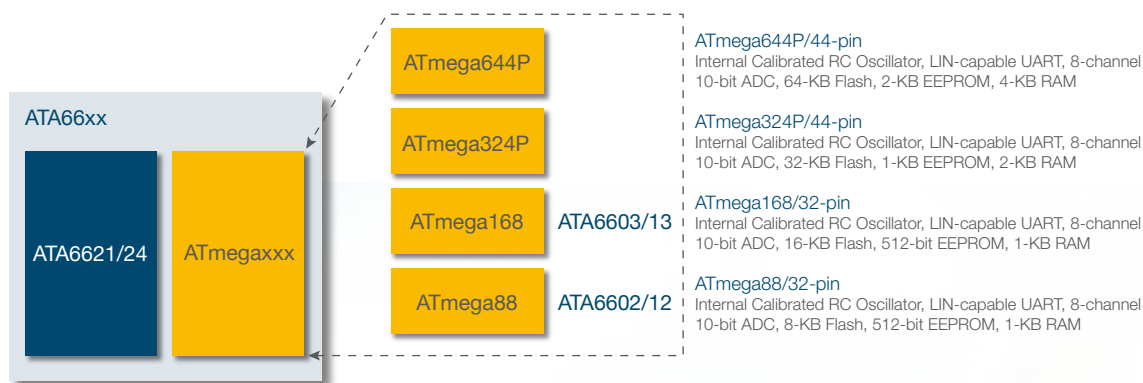 ATA66xx
ATA6621/24
ATmegaxxx
ATmega644P
ATmega324P
ATmega168
ATA6603/13
ATmega88
ATA6602/12
ATmega644P/44-pin
Internal Calibrated RC Oscillator, LIN-capable UART, 8-channel
10-bit ADC, 64-KB Flash, 2-KB EEPROM, 4-KB RAM
ATmega324P/44-pin
Internal Calibrated RC Oscillator, LIN-capable UART, 8-channel
10-bit ADC, 32-KB Flash, 1-KB EEPROM, 2-KB RAM
ATmega168/32-pin
Internal Calibrated RC Oscillator, LIN-capable UART, 8-channel
10-bit ADC, 16-KB Flash, 512-bit EEPROM, 1-KB RAM
ATmega88/32-pin
Internal Calibrated RC Oscillator, LIN-capable UART, 8-channel
10-bit ADC, 8-KB Flash, 512-bit EEPROM, 1-KB RAM